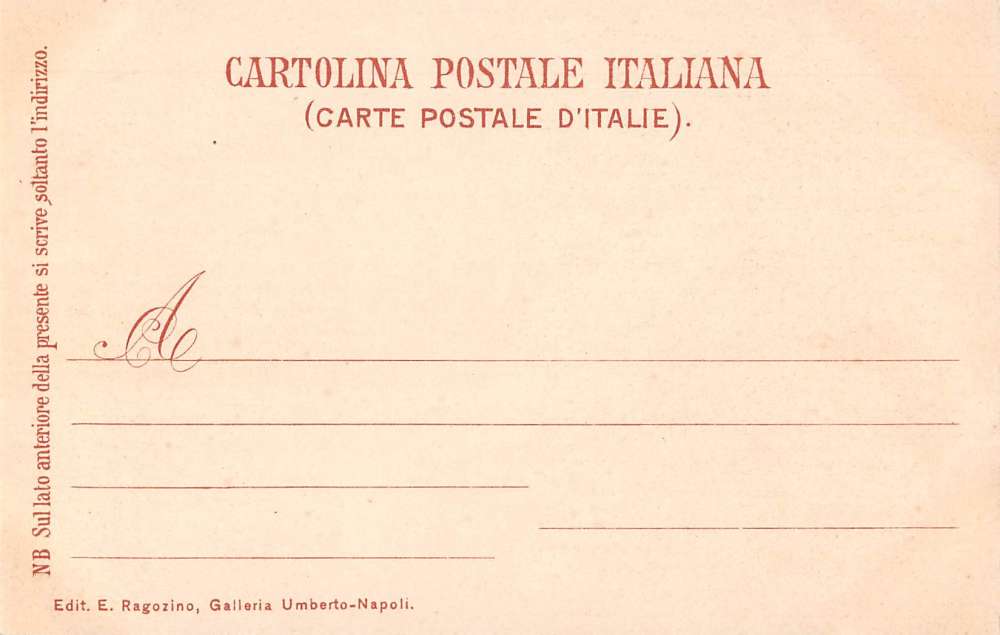 CARTOLINA POSTALE ITALIANA
(CARTE POSTALE D'ITALIE).
NB Sul lato anteriore della presente si scrive soltanto l'indirizzo.
A
Edit. E. Ragozino, Galleria Umberto-Napoli.